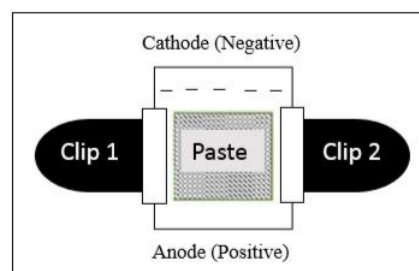 Cathode (Negative)
Clip 1
Paste
Clip 2
Anode (Positive)